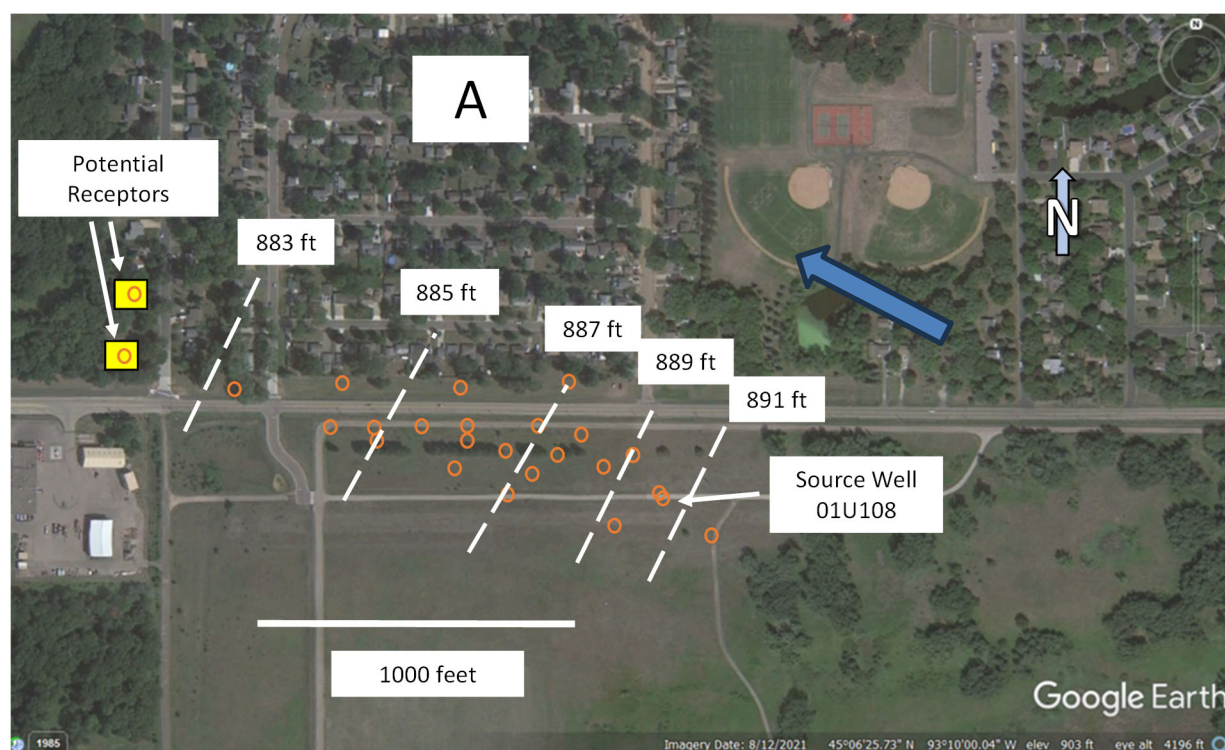 A
Potential
Receptors
883 ft
885 ft
887 ft
889 ft
891 ft
N
N
Source Well
01U108
1000 feet
Google Earth
1985
Imagery Date: 8/12/2021 45°06'25.73" N 93°10'00.04" W elev 903 ft eye alt 4196 ft